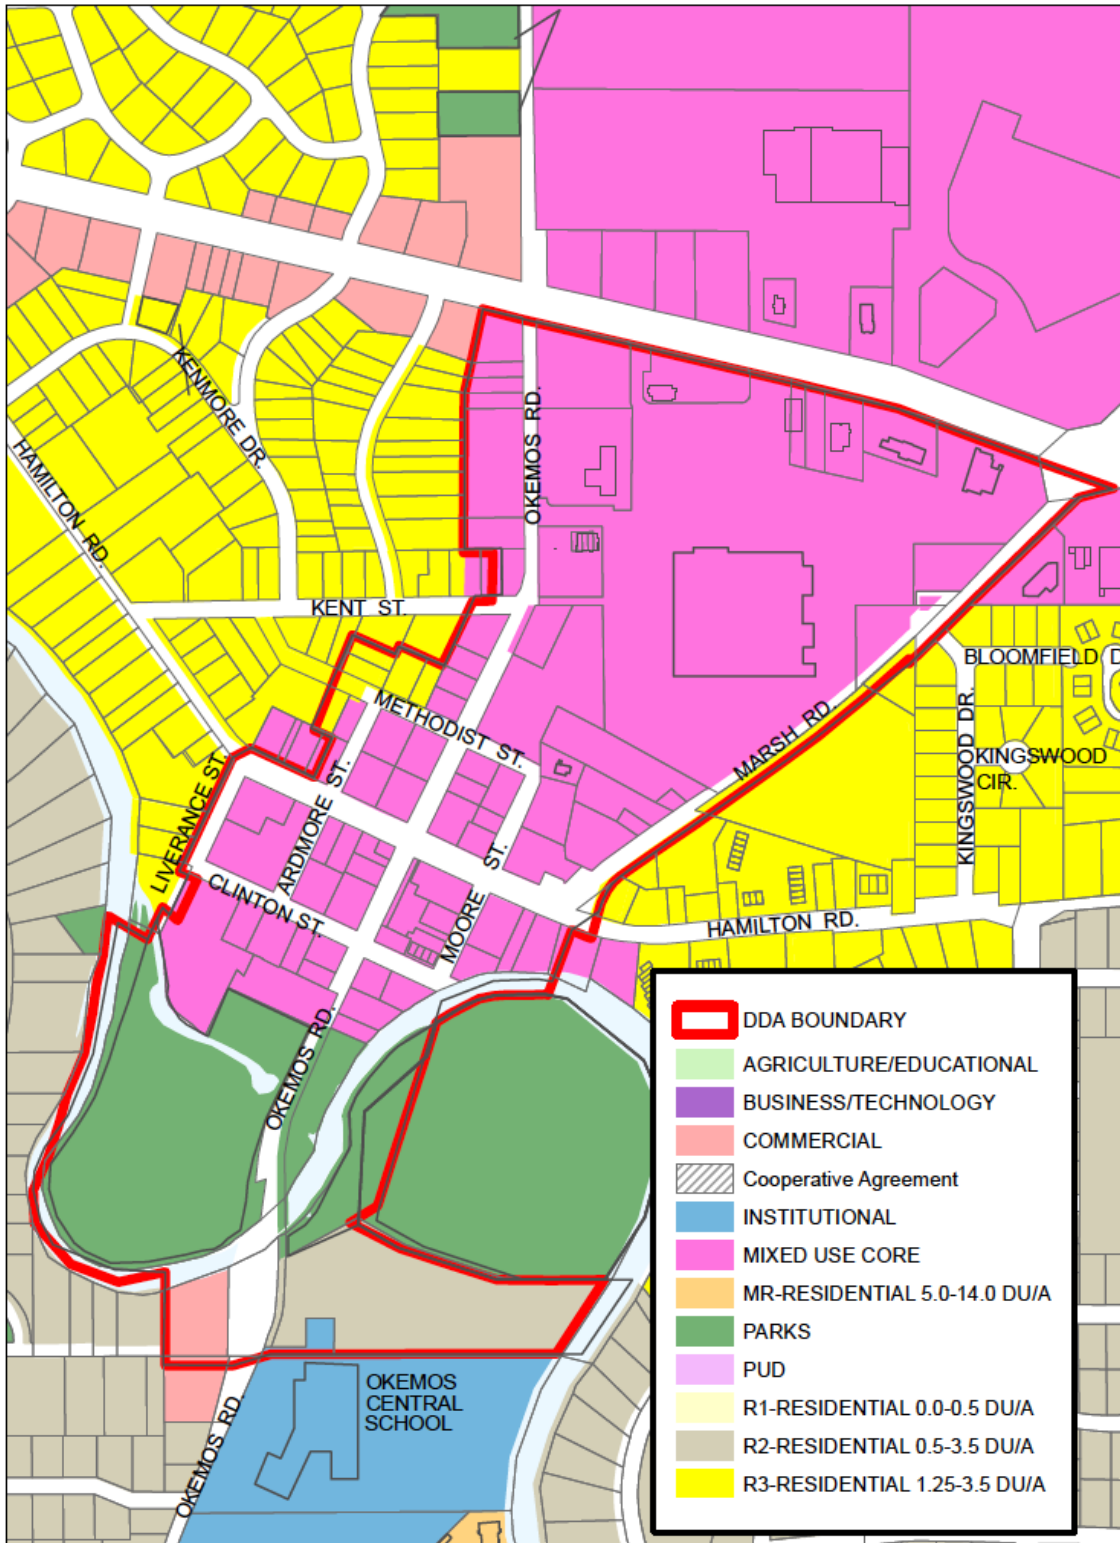 KENMORE DR.
HAMILTON RD.
OKEMOS RD.
KENT ST.
BLOOMFIELD D
METHODIST ST.
MARSH RD.
KINGSWOOD DR.
KINGSWOOD
CIR.
LIVERANCE ST.
ARDMORE ST.
CLINTON ST.
MOORE ST.
HAMILTON RD.
OKEMOS RD.
DDA BOUNDARY
AGRICULTURE/EDUCATIONAL
BUSINESS/TECHNOLOGY
COMMERCIAL
Cooperative Agreement
INSTITUTIONAL
MIXED USE CORE
MR-RESIDENTIAL 5.0-14.0 DU/A
PARKS
PUD
R1-RESIDENTIAL 0.0-0.5 DU/A
R2-RESIDENTIAL 0.5-3.5 DU/A
R3-RESIDENTIAL 1.25-3.5 DU/A
OKEMOS
CENTRAL
SCHOOL
OKEMOS RD.